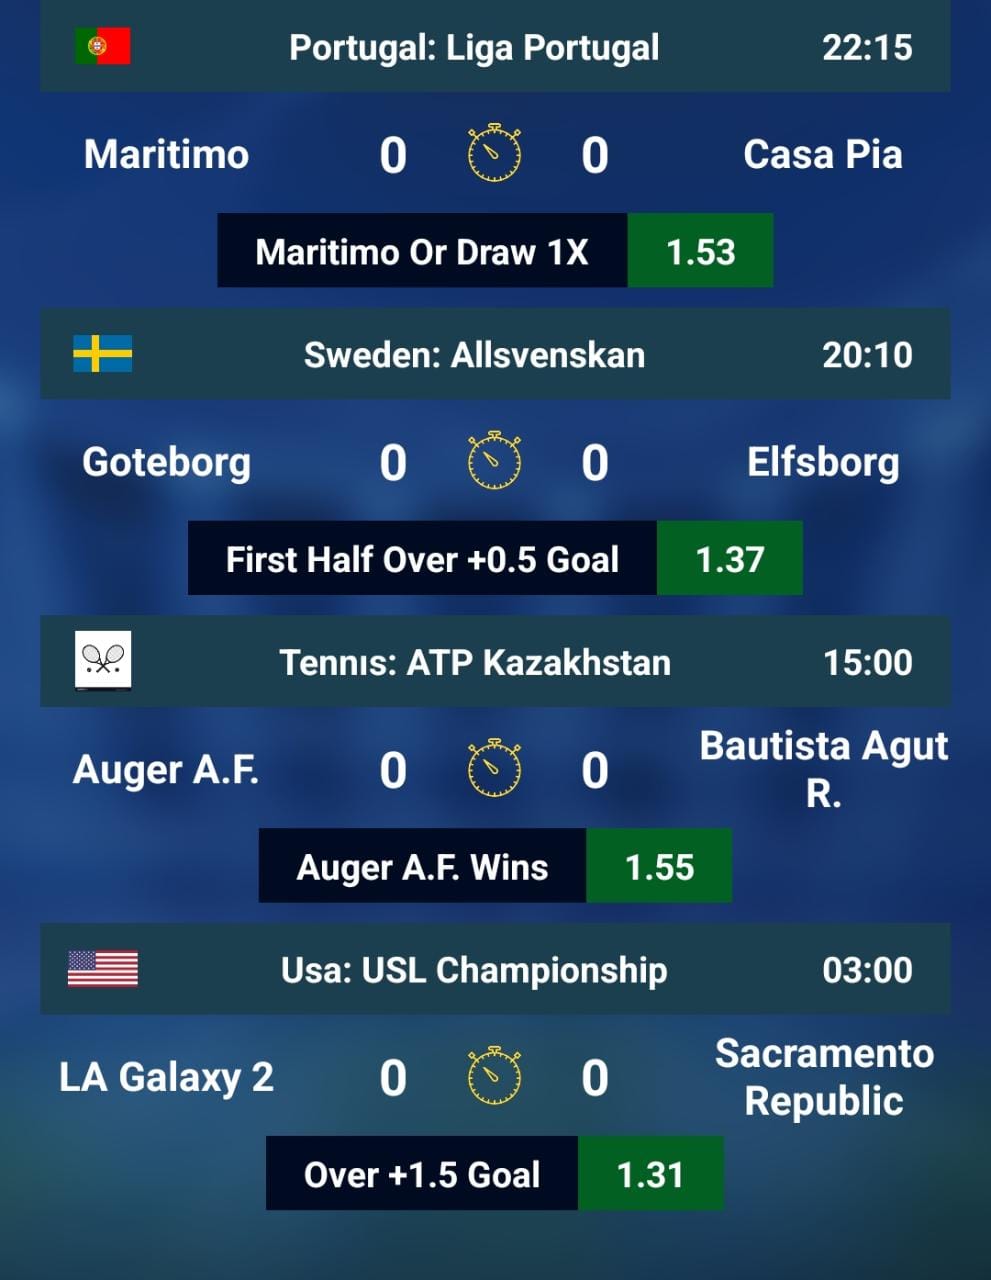 Portugal: Liga Portugal 22:15
Maritimo 0 0 Casa Pia
Maritimo Or Draw 1X 1.53
Sweden: Allsvenskan 20:10
Goteborg 0 0 Elfsborg
First Half Over +0.5 Goal 1.37
Tennıs: ATP Kazakhstan 15:00
Auger A.F. 0 0 Bautista Agut
R.
Auger A.F. Wins 1.55
Usa: USL Championship 03:00
LA Galaxy 2 0 0 Sacramento
Republic
Over +1.5 Goal 1.31